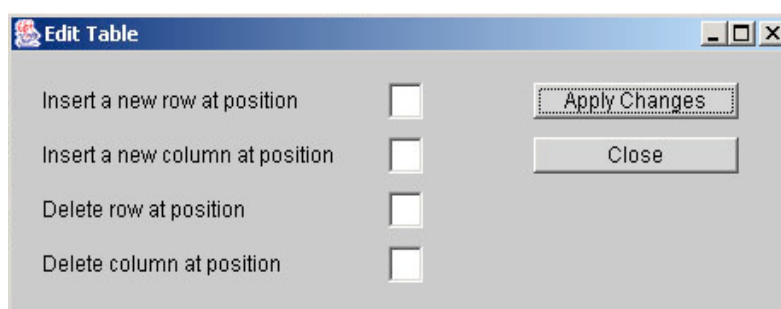 Edit Table
Insert a new row at position
Apply Changes
Insert a new column at position
Close
Delete row at position
Delete column at position